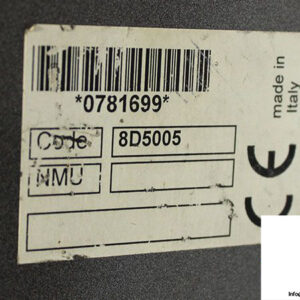 *0781699*
Code 8D5005
NMU
made in
Italy
CE